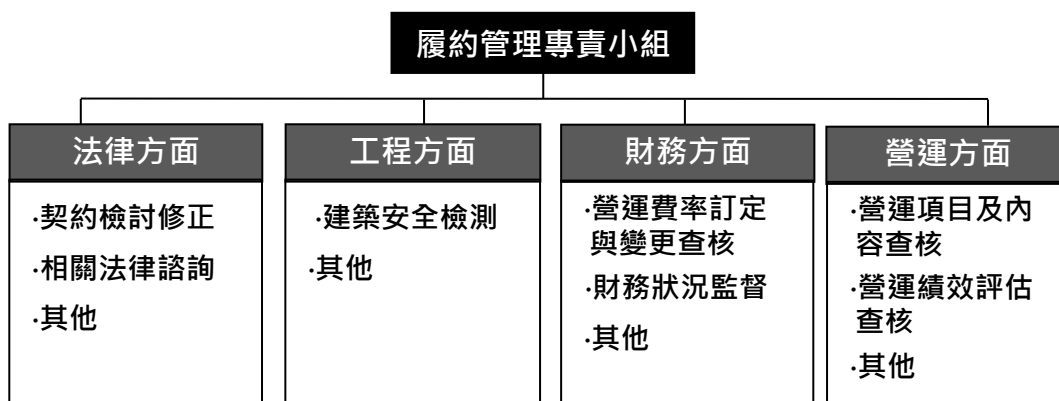 履約管理專責小組
法律方面
·契約檢討修正
·相關法律諮詢
·其他
工程方面
·建築安全檢測
·其他
財務方面
·營運費率訂定
與變更查核
·財務狀況監督
·其他
營運方面
·營運項目及內
容查核
·營運績效評估
查核
·其他